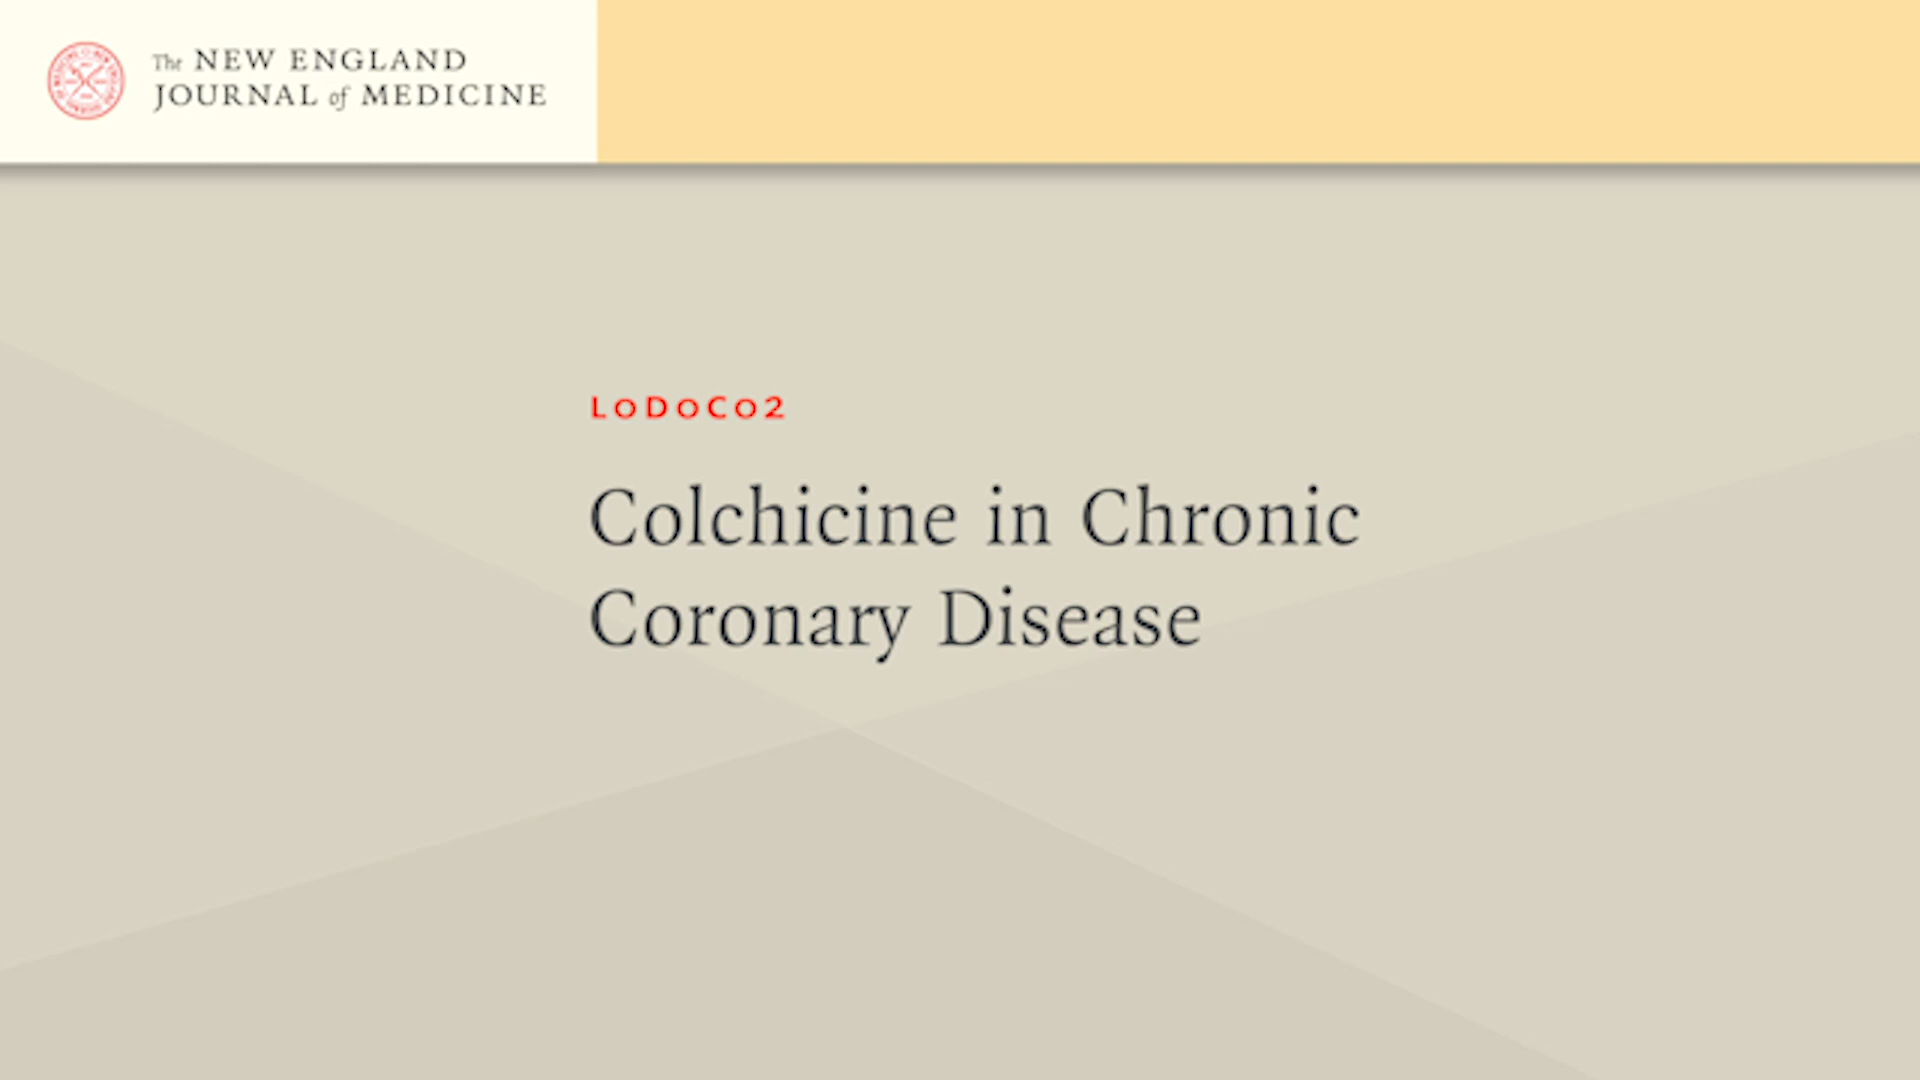 The NEW ENGLAND
JOURNAL of MEDICINE
LoDoCo2
Colchicine in Chronic
Coronary Disease